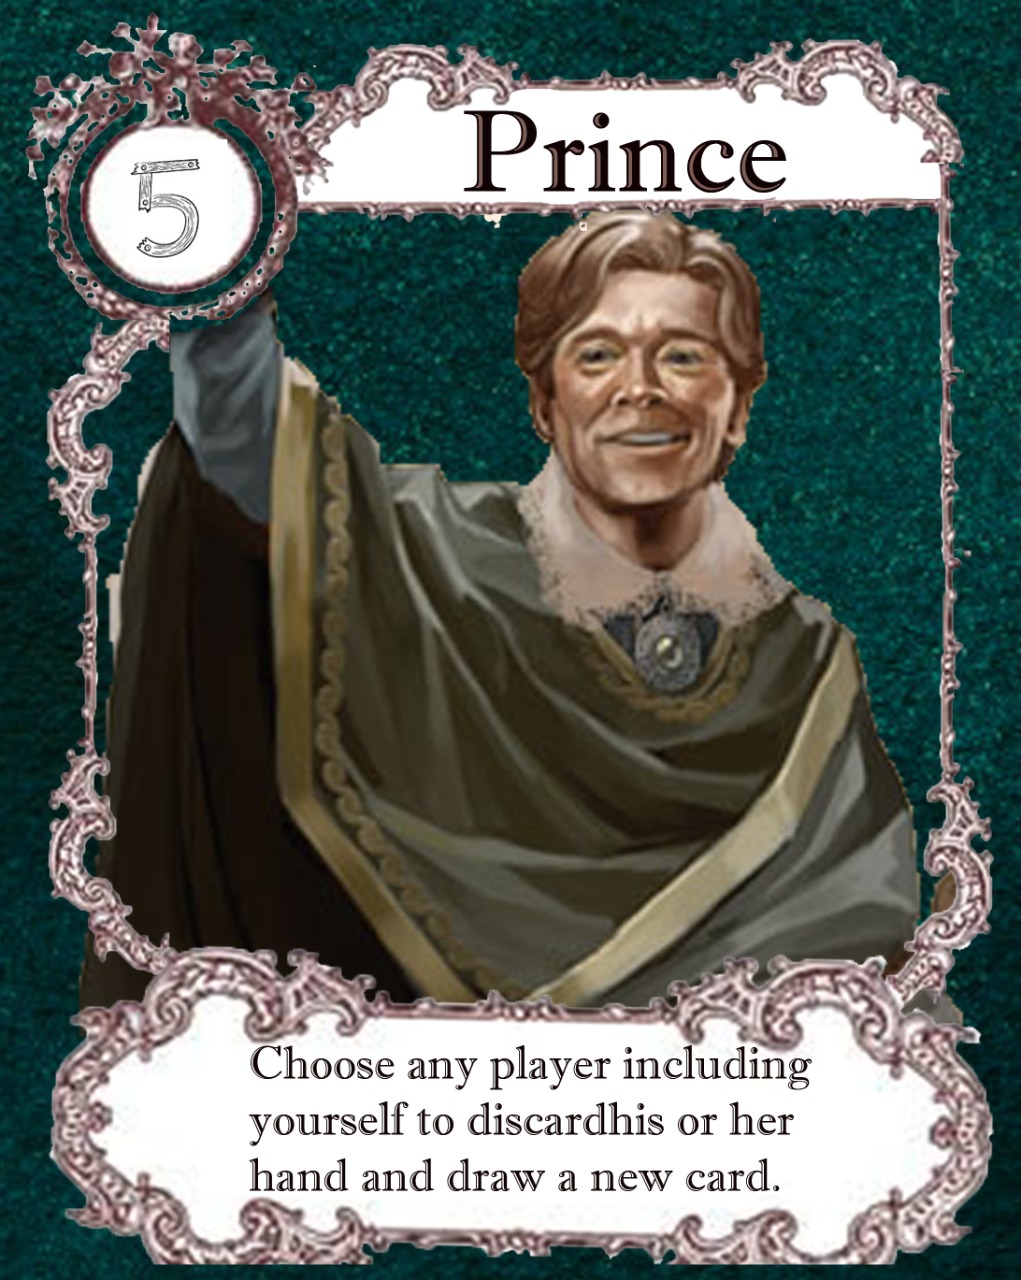 5
Prince
Choose any player including
yourself to discardhis or her
hand and draw a new card.